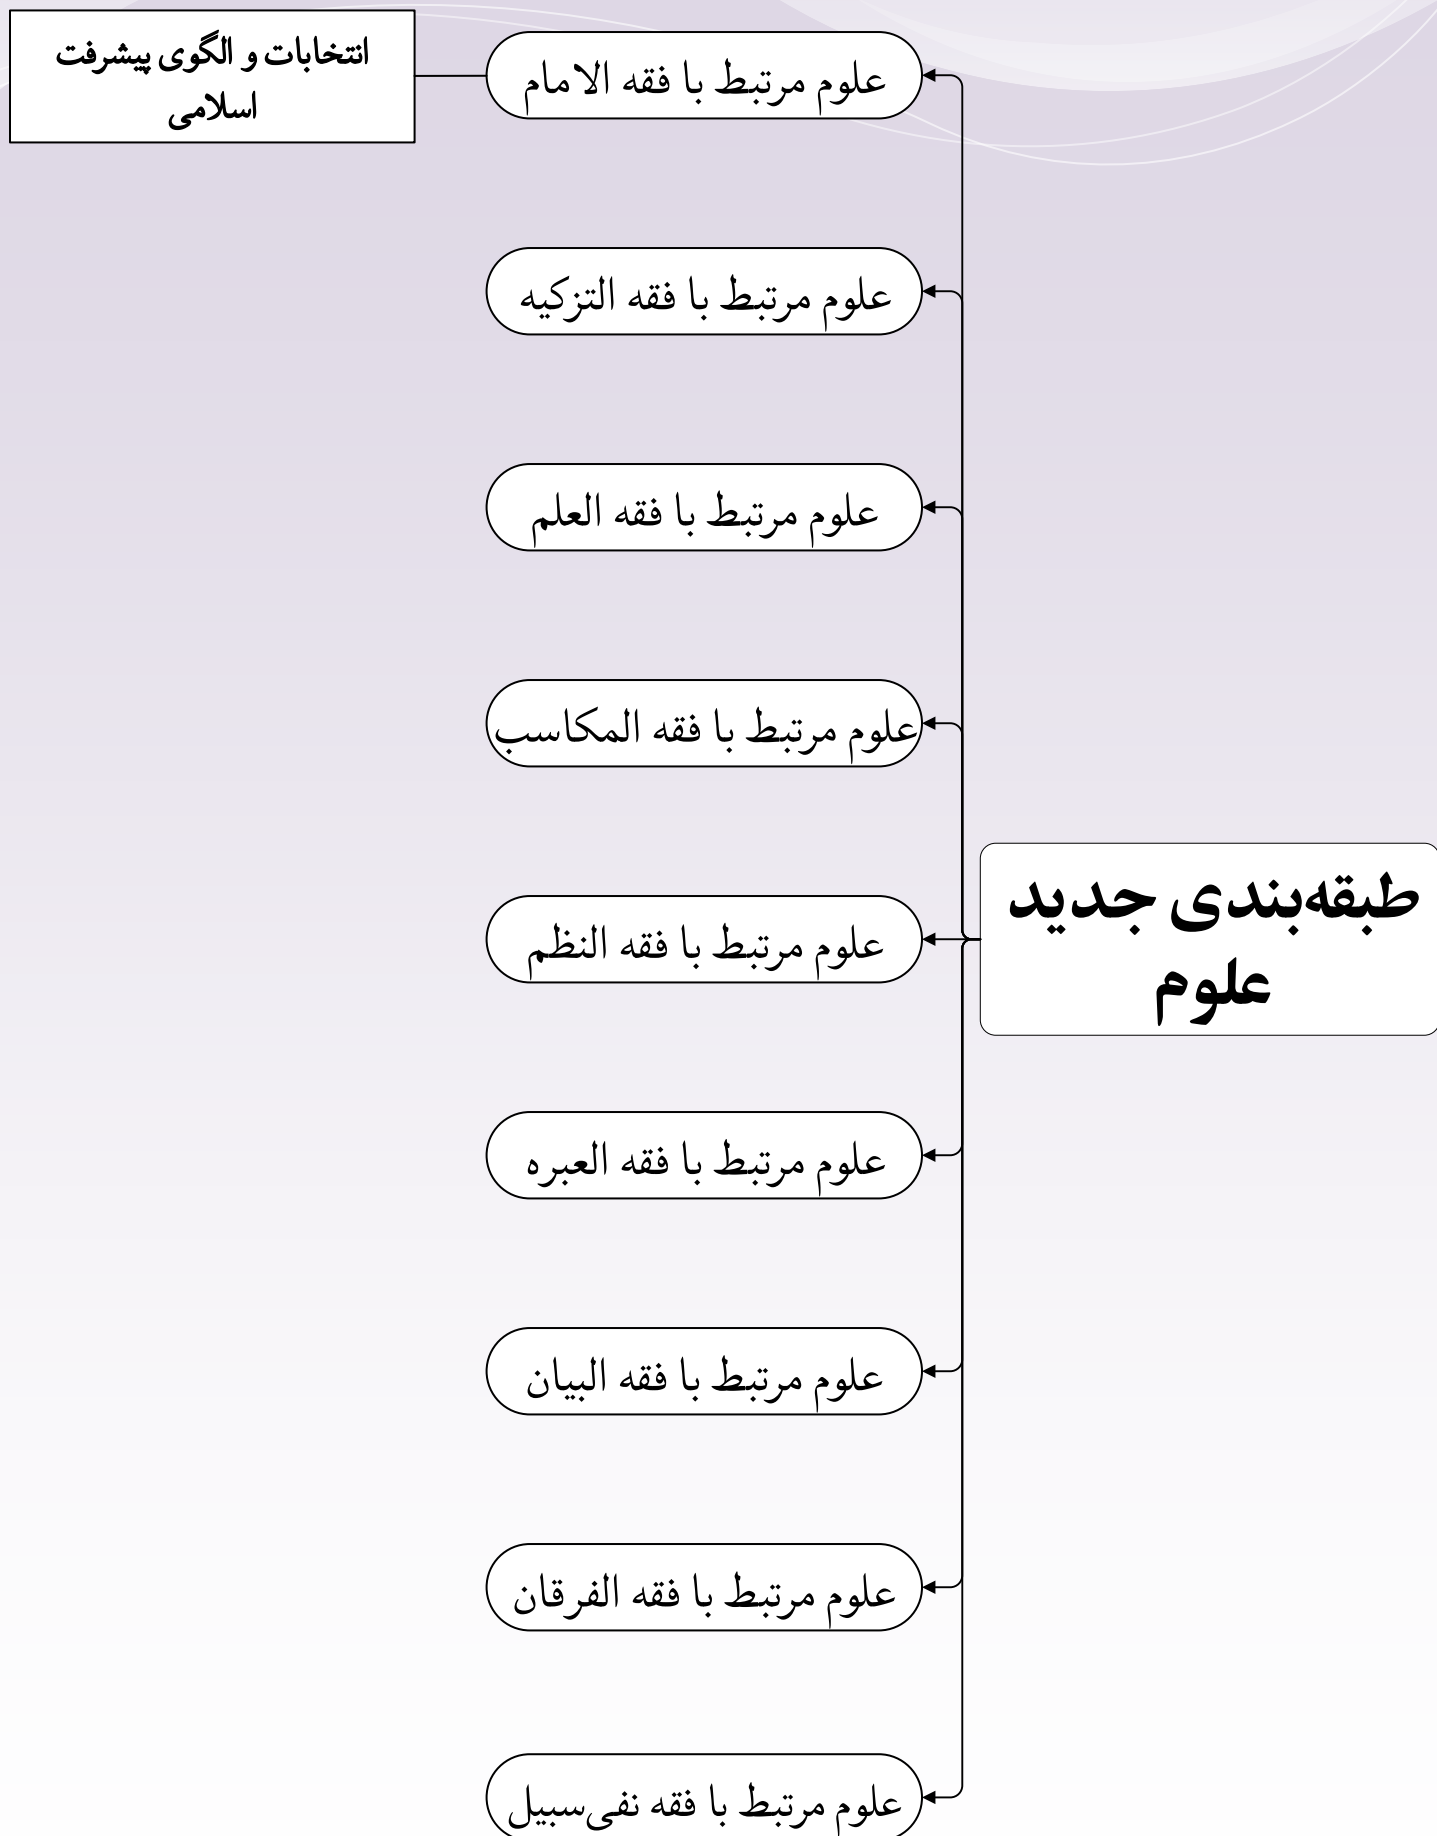 طبقه‌بندی جدید
علوم
علوم مرتبط با فقه الامام
انتخابات و الگوی پیشرفت
اسلامی
علوم مرتبط با فقه التزکیه
علوم مرتبط با فقه العلم
علوم مرتبط با فقه المکاسب
علوم مرتبط با فقه النظم
علوم مرتبط با فقه العبره
علوم مرتبط با فقه البیان
علوم مرتبط با فقه الفرقان
علوم مرتبط با فقه نفی‌سبیل